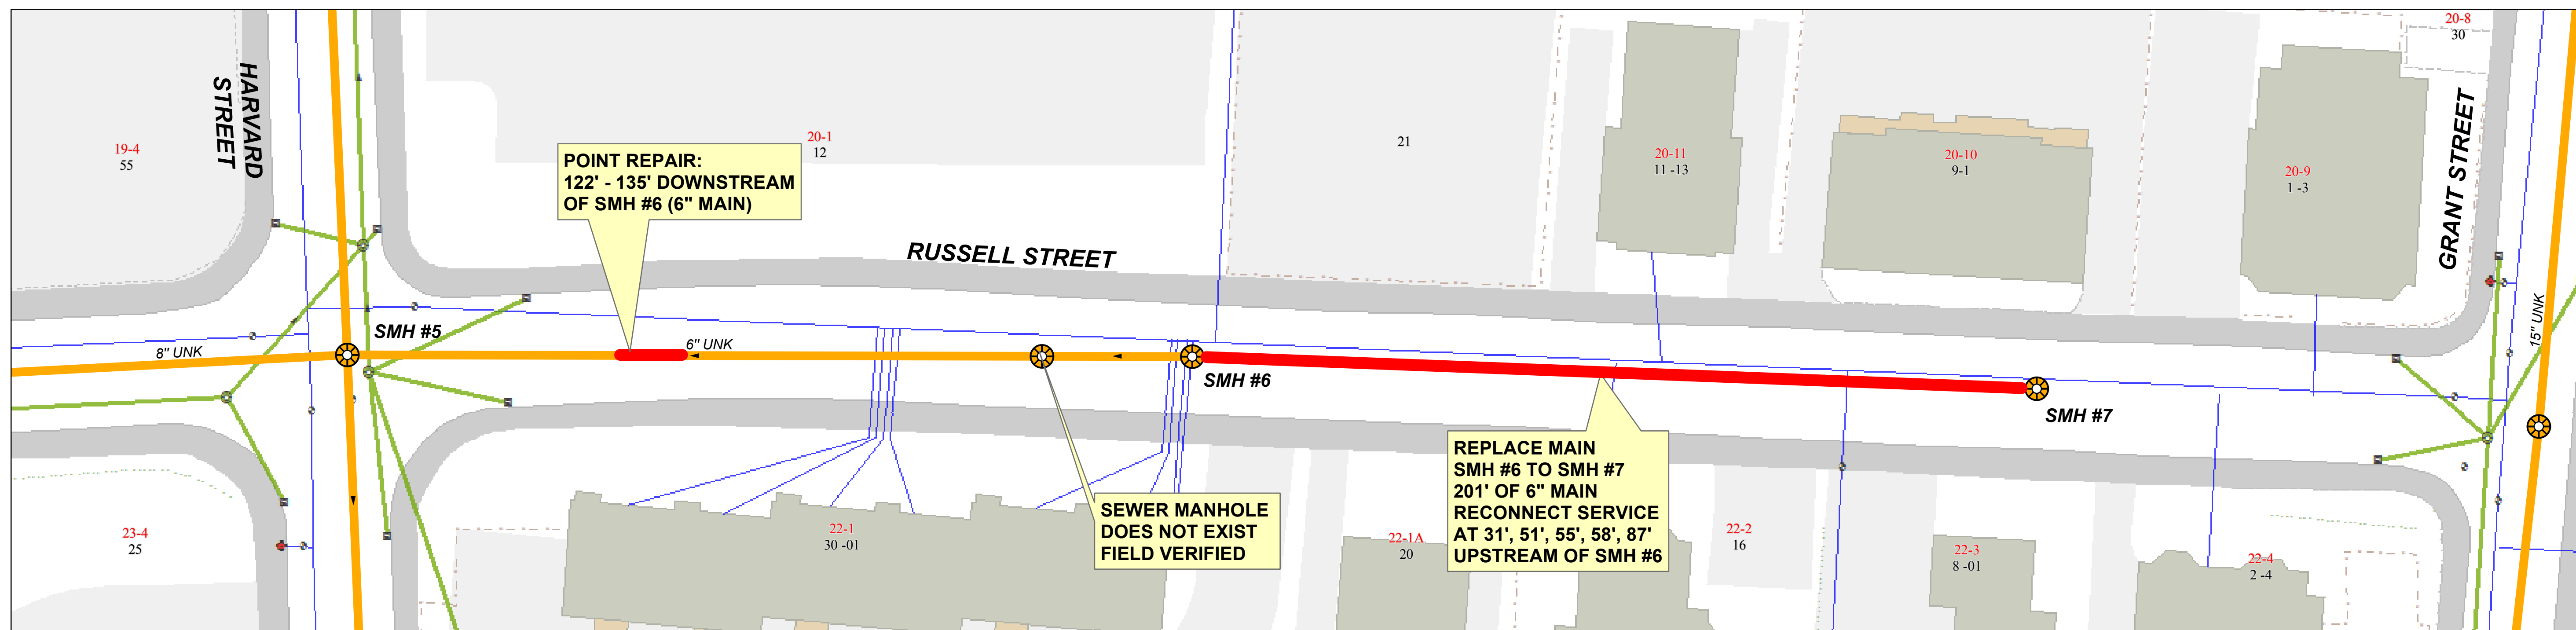 HARVARD
STREET
19-4
55
20-1
12
POINT REPAIR:
122' - 135' DOWNSTREAM
OF SMH #6 (6" MAIN)
RUSSELL STREET
21
20-11
11 -13
20-10
9-1
20-9
1 -3
20-8
30
GRANT STREET
15" UNK
8" UNK
SMH #5
6" UNK
SMH #6
SMH #7
SEWER MANHOLE
DOES NOT EXIST
FIELD VERIFIED
REPLACE MAIN
SMH #6 TO SMH #7
201' OF 6" MAIN
RECONNECT SERVICE
AT 31', 51', 55', 58', 87'
UPSTREAM OF SMH #6
23-4
25
22-1
30 -01
22-1A
20
22-2
16
22-3
8 -01
22-4
2 -4